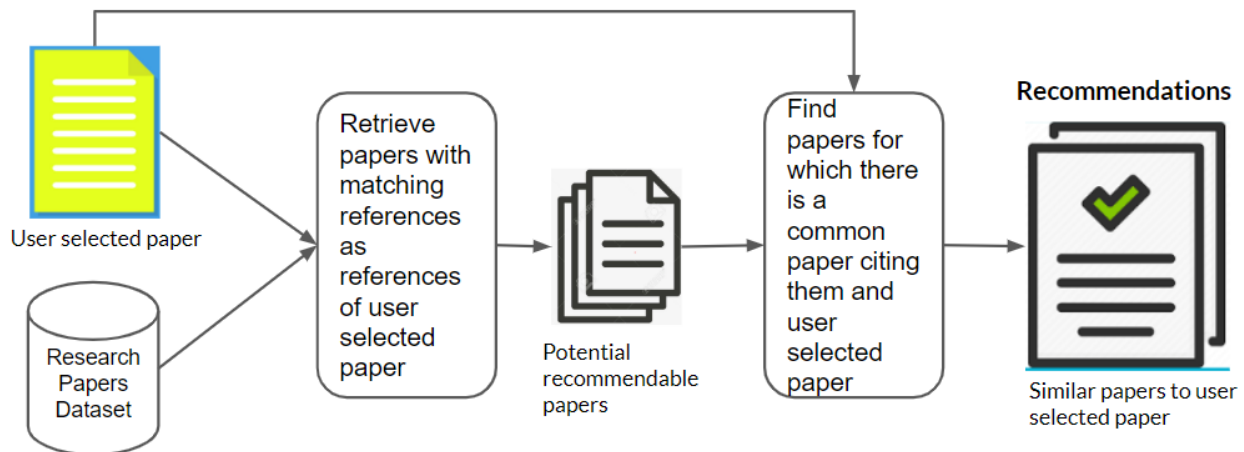 User selected paper
Research
Papers
Dataset
Retrieve
papers with
matching
references
as
references
of user
selected
paper
Potential
recommendable
papers
Find
papers for
which there
is a
common
paper citing
them and
user
selected
paper
Recommendations
Similar papers to user
selected paper